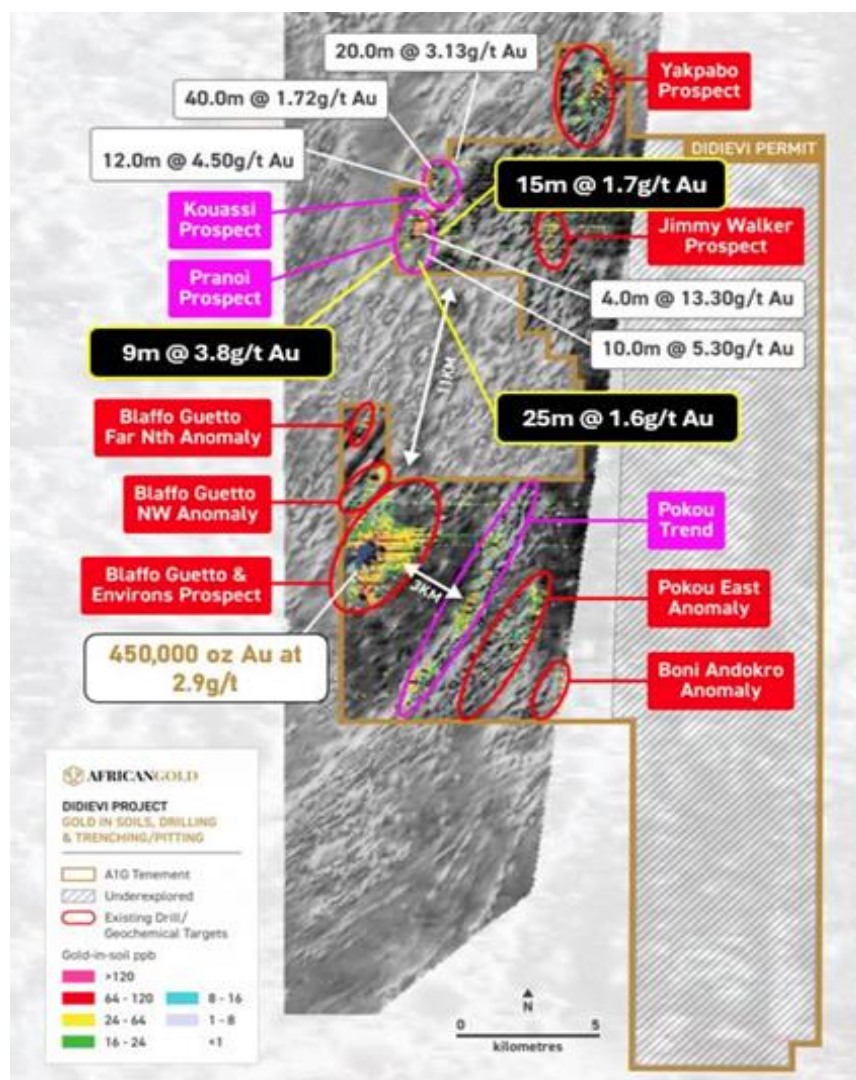 20.0m @ 3.13g/t Au
Yakpabo
Prospect
40.0m @ 1.72g/t Au
DIDIEVI PERMIT
12.0m @ 4.50g/t Au
15m @ 1.7g/t Au
Kouassi
Prospect
Jimmy Walker
Prospect
Pranoi
Prospect
4.0m @ 13.30g/t Au
9m @ 3.8g/t Au
10.0m @ 5.30g/t Au
11KM
25m @ 1.6g/t Au
Blaffo Guetto
Far Nth Anomaly
Blaffo Guetto
NW Anomaly
Pokou
Trend
Blaffo Guetto &
Environs Prospect
3KM
Pokou East
Anomaly
450,000 oz Au at
2.9g/t
Boni Andokro
Anomaly
AFRICANGOLD
DIDIEVI PROJECT
GOLD IN SOILS, DRILLING
& TRENCHING/PITTING
A1G Tenement
Underexplored
Existing Drill/
Geochemical Targets
Gold-in-soil ppb
>120
64 - 120
8 - 16
24 - 64
1 - 8
16 - 24
<1
N
0 5
kilometres